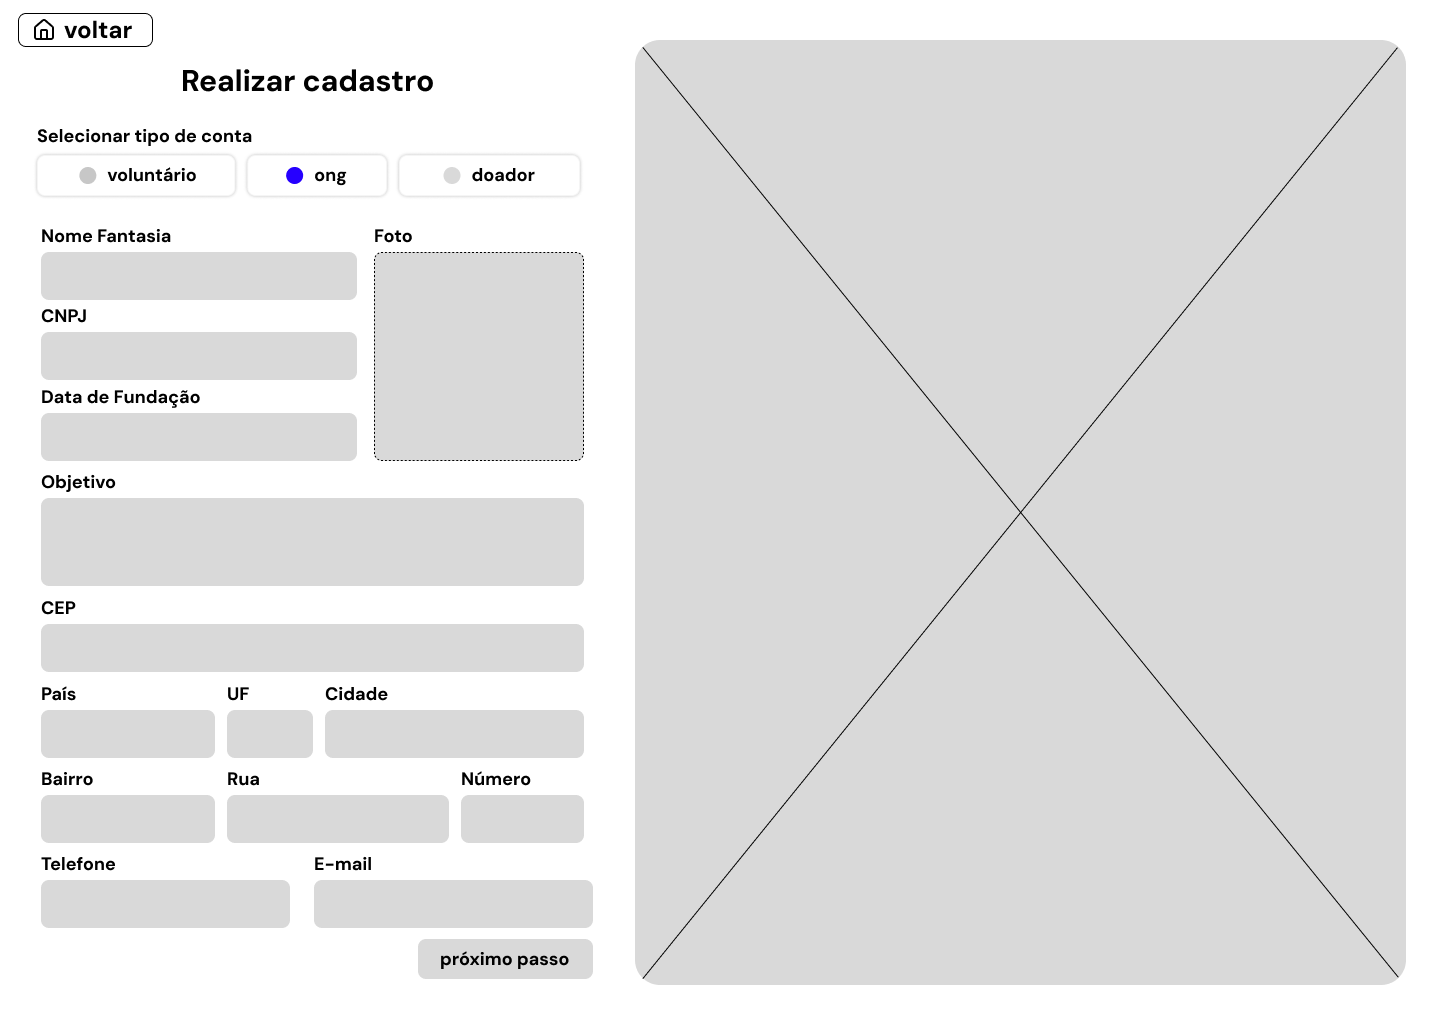 voltar
Realizar cadastro
Selecionar tipo de conta
voluntário
ong
doador
Nome Fantasia
Foto
CNPJ
Data de Fundação
Objetivo
CEP
País
UF
Cidade
Bairro
Rua
Número
Telefone
E-mail
próximo passo